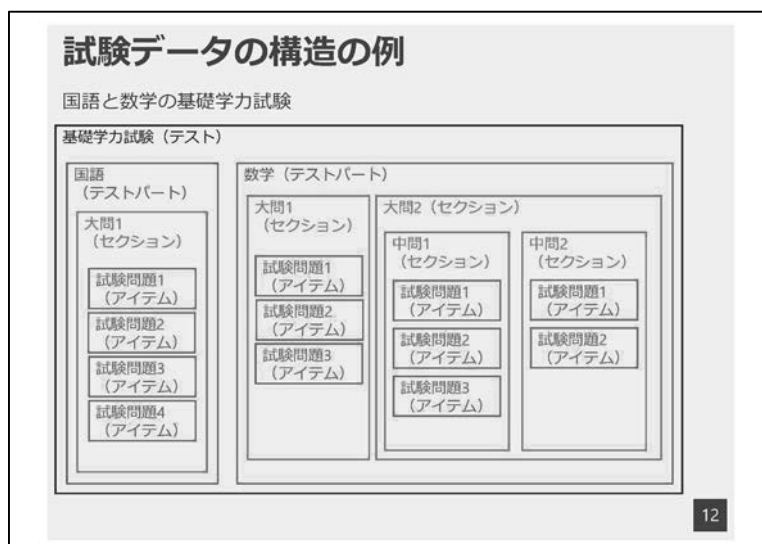 試験データの構造の例
国語と数学の基礎学力試験
基礎学力試験（テスト）
国語
（テストパート）
大問1
（セクション）
試験問題1
（アイテム）
試験問題2
（アイテム）
試験問題3
（アイテム）
試験問題4
（アイテム）
数学（テストパート）
大問1
（セクション）
試験問題1
（アイテム）
試験問題2
（アイテム）
試験問題3
（アイテム）
大問2（セクション）
中問1
（セクション）
試験問題1
（アイテム）
試験問題2
（アイテム）
試験問題3
（アイテム）
中問2
（セクション）
試験問題1
（アイテム）
試験問題2
（アイテム）
12